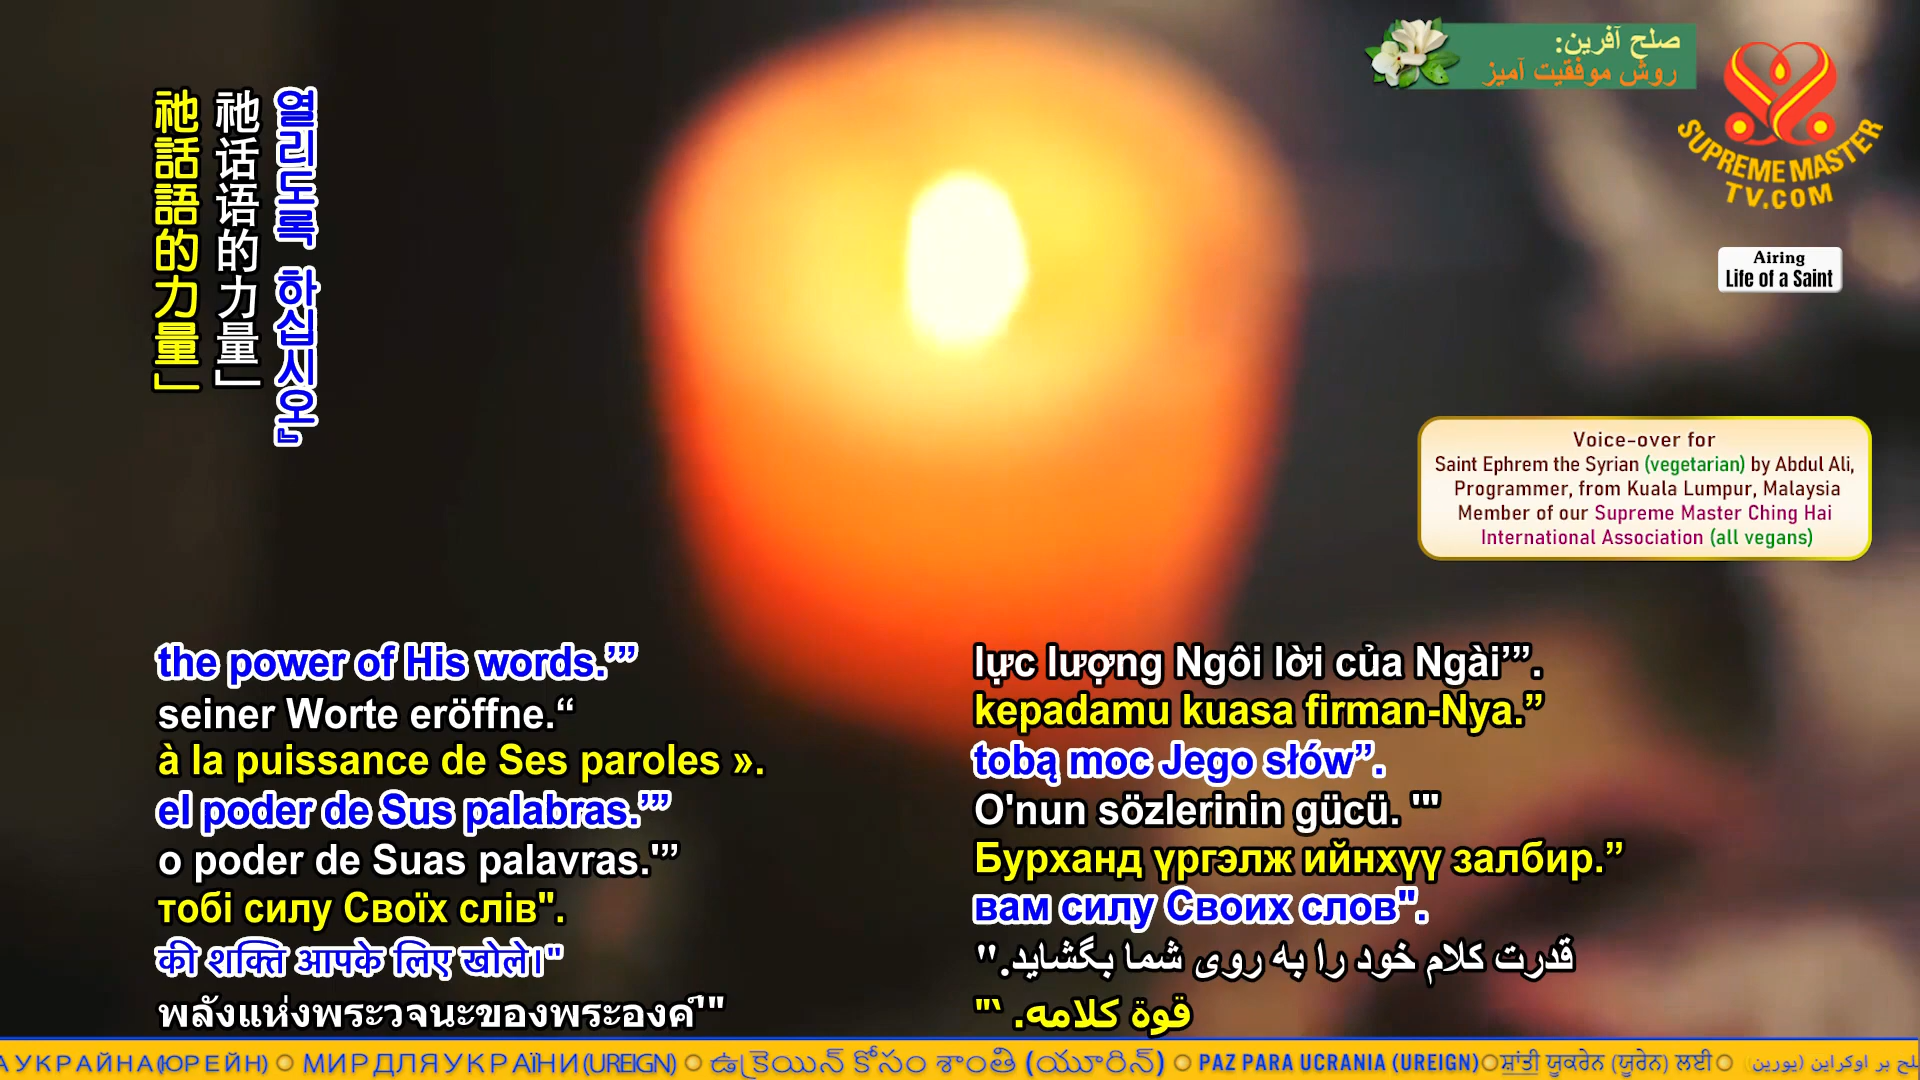 صلح آفرین:
روش موفقیت آمیز
SUPREME MASTER
TV.COM
Airing
Life of a Saint
열리도록 하십시오』
祂话语的力量」
祂話語的力量」
Voice-over for
Saint Ephrem the Syrian (vegetarian) by Abdul Ali,
Programmer, from Kuala Lumpur, Malaysia
Member of our Supreme Master Ching Hai
International Association (all vegans)
the power of His words.’”
seiner Worte eröffne.“
à la puissance de Ses paroles ».
el poder de Sus palabras.’”
o poder de Suas palavras.'”
тобі силу Своїх слів".
की शक्ति आपके लिए खोले।"
พลังแห่งพระวจนะของพระองค์'"
lực lượng Ngôi lời của Ngài’”.
kepadamu kuasa firman-Nya.”
tobą moc Jego słów”.
O'nun sözlerinin gücü. '"
Бурханд үргэлж ийнхүү залбир.”
вам силу Своих слов".
قدرت کلام خود را به روی شما بگشاید."
قوة كلامه. ‘"
А УКРАЙНА (ЮРЕЙН) МИР ДЛЯ УКРАЇНИ (UREIGN) ఉక్రెయిన్ కోసం శాంతి (యూరిన్) PAZ PARA UCRANIA (UREIGN) ਸ਼ਾਂਤੀ ਯੂਕਰੇਨ (ਯੂਰੇਨ) ਲਈ صلح بر اوکراین (یورین)